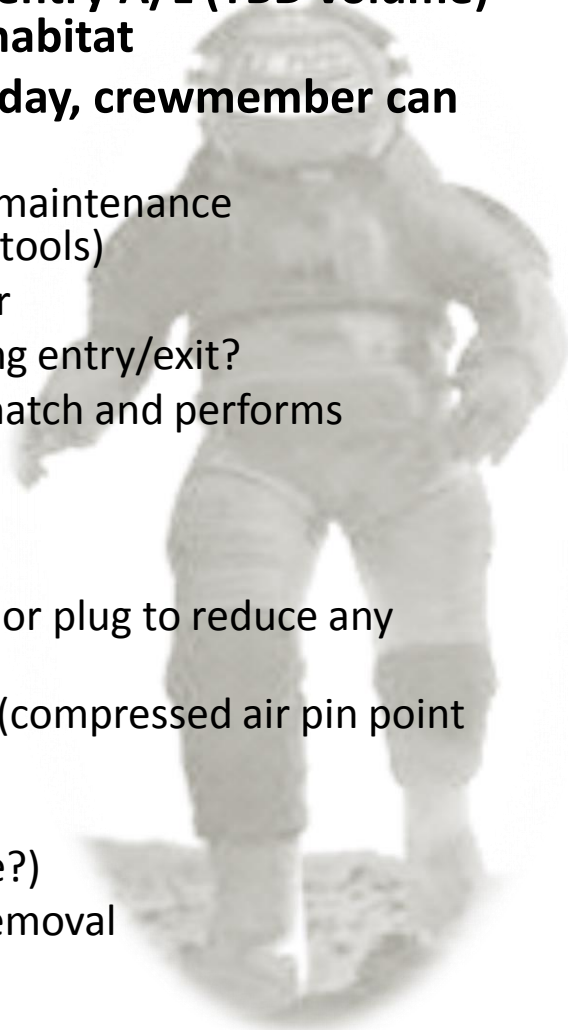 entry A/L (TBD volume)
habitat
day, crewmember can
maintenance
tools)
r
ng entry/exit?
hatch and performs
or plug to reduce any
(compressed air pin point
e?)
emoval